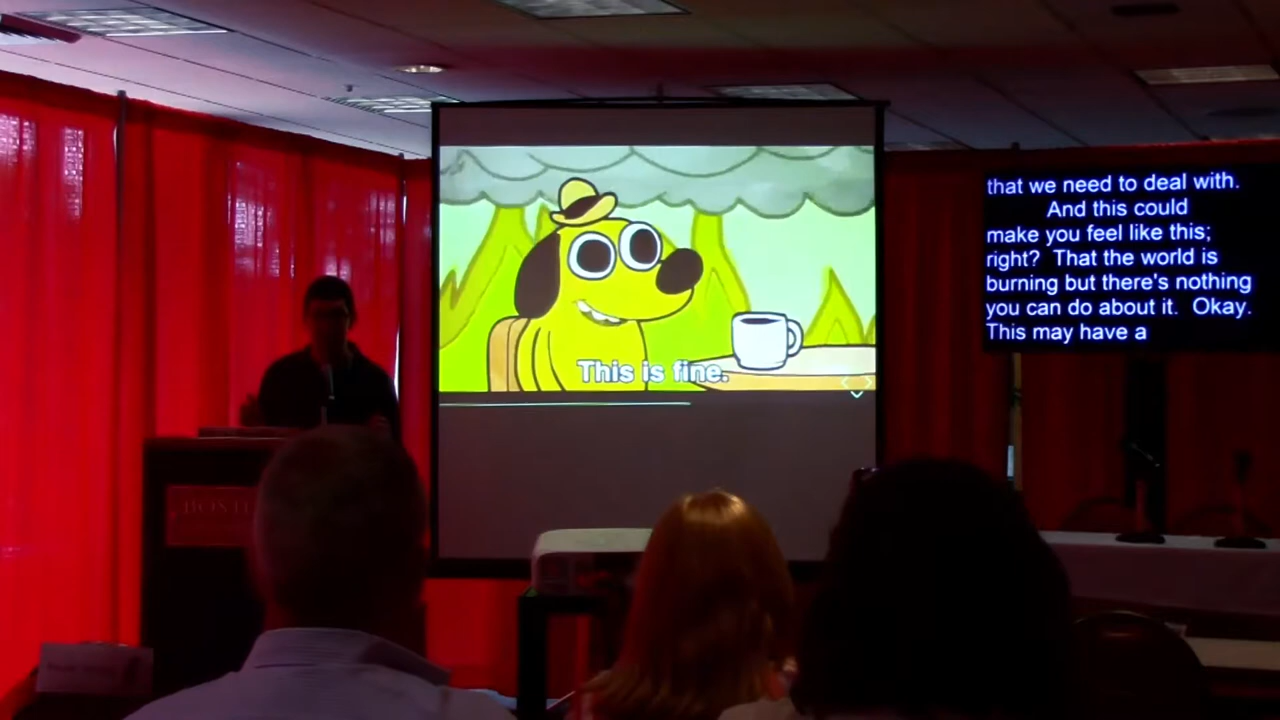 This is fine.
that we need to deal with.
And this could
make you feel like this;
right?  That the world is
burning but there's nothing
you can do about it.  Okay.
This may have a